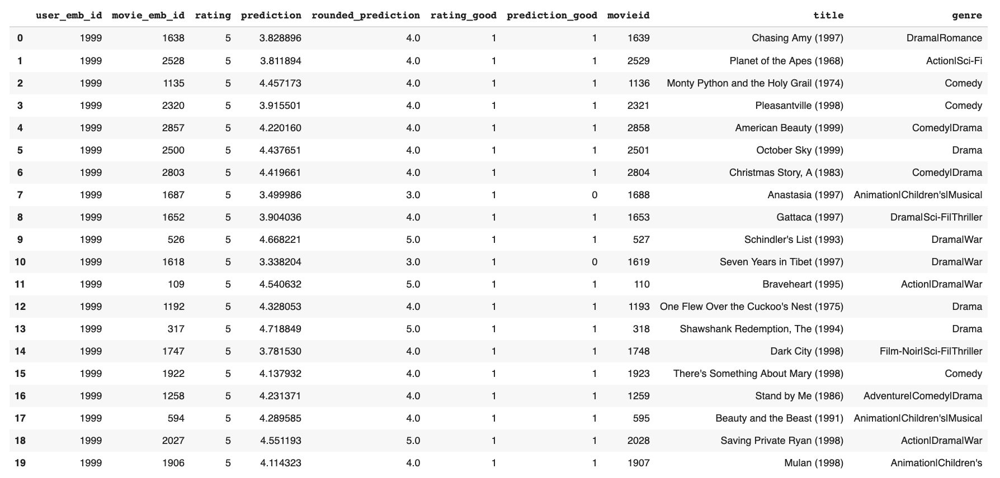 user_emb_id movie_emb_id rating prediction rounded_prediction rating_good prediction_good movieid title genre
0 1999 1638 5 3.828896 4.0 1 1 1639 Chasing Amy (1997) Drama|Romance
1 1999 2528 5 3.811894 4.0 1 1 2529 Planet of the Apes (1968) Action|Sci-Fi
2 1999 1135 5 4.457173 4.0 1 1 1136 Monty Python and the Holy Grail (1974) Comedy
3 1999 2320 5 3.915501 4.0 1 1 2321 Pleasantville (1998) Comedy
4 1999 2857 5 4.220160 4.0 1 1 2858 American Beauty (1999) Comedy|Drama
5 1999 2500 5 4.437651 4.0 1 1 2501 October Sky (1999) Drama
6 1999 2803 5 4.419661 4.0 1 1 2804 Christmas Story, A (1983) Comedy|Drama
7 1999 1687 5 3.499986 3.0 1 0 1688 Anastasia (1997) Animation|Children's|Musical
8 1999 1652 5 3.904036 4.0 1 1 1653 Gattaca (1997) Drama|Sci-Fi|Thriller
9 1999 526 5 4.668221 5.0 1 1 527 Schindler's List (1993) Drama|War
10 1999 1618 5 3.338204 3.0 1 0 1619 Seven Years in Tibet (1997) Drama|War
11 1999 109 5 4.540632 5.0 1 1 110 Braveheart (1995) Action|Drama|War
12 1999 1192 5 4.328053 4.0 1 1 1193 One Flew Over the Cuckoo's Nest (1975) Drama
13 1999 317 5 4.718849 5.0 1 1 318 Shawshank Redemption, The (1994) Drama
14 1999 1747 5 3.781530 4.0 1 1 1748 Dark City (1998) Film-Noir|Sci-Fi|Thriller
15 1999 1922 5 4.137932 4.0 1 1 1923 There's Something About Mary (1998) Comedy
16 1999 1258 5 4.231371 4.0 1 1 1259 Stand by Me (1986) Adventure|Comedy|Drama
17 1999 594 5 4.289585 4.0 1 1 595 Beauty and the Beast (1991) Animation|Children's|Musical
18 1999 2027 5 4.551193 5.0 1 1 2028 Saving Private Ryan (1998) Action|Drama|War
19 1999 1906 5 4.114323 4.0 1 1 1907 Mulan (1998) Animation|Children's